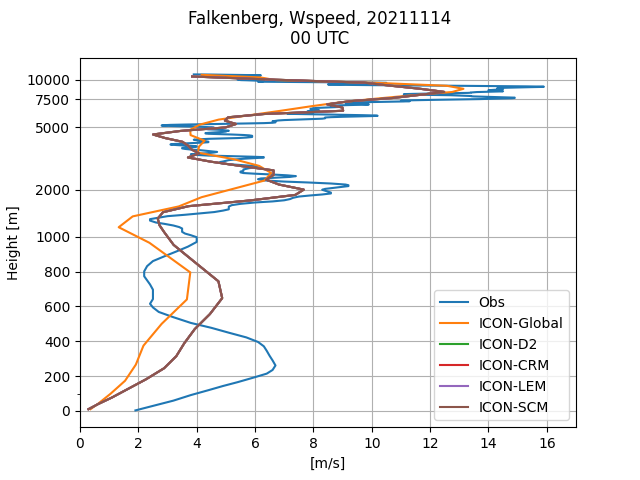 Falkenberg, Wspeed, 20211114
00 UTC
10000
7500
5000
2000
1000
800
600
400
200
0
Height [m]
0 2 4 6 8 10 12 14 16
[m/s]
Obs
ICON-Global
ICON-D2
ICON-CRM
ICON-LEM
ICON-SCM